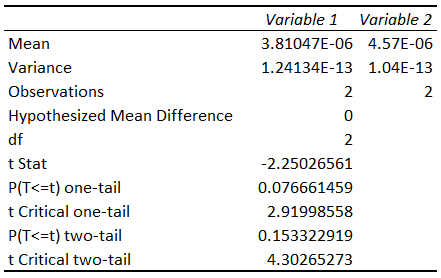 Variable 1 Variable 2
Mean 3.81047E-06 4.57E-06
Variance 1.24134E-13 1.04E-13
Observations 2 2
Hypothesized Mean Difference 0
df 2
t Stat -2.25026561
P(T<=t) one-tail 0.076661459
t Critical one-tail 2.91998558
P(T<=t) two-tail 0.153322919
t Critical two-tail 4.30265273